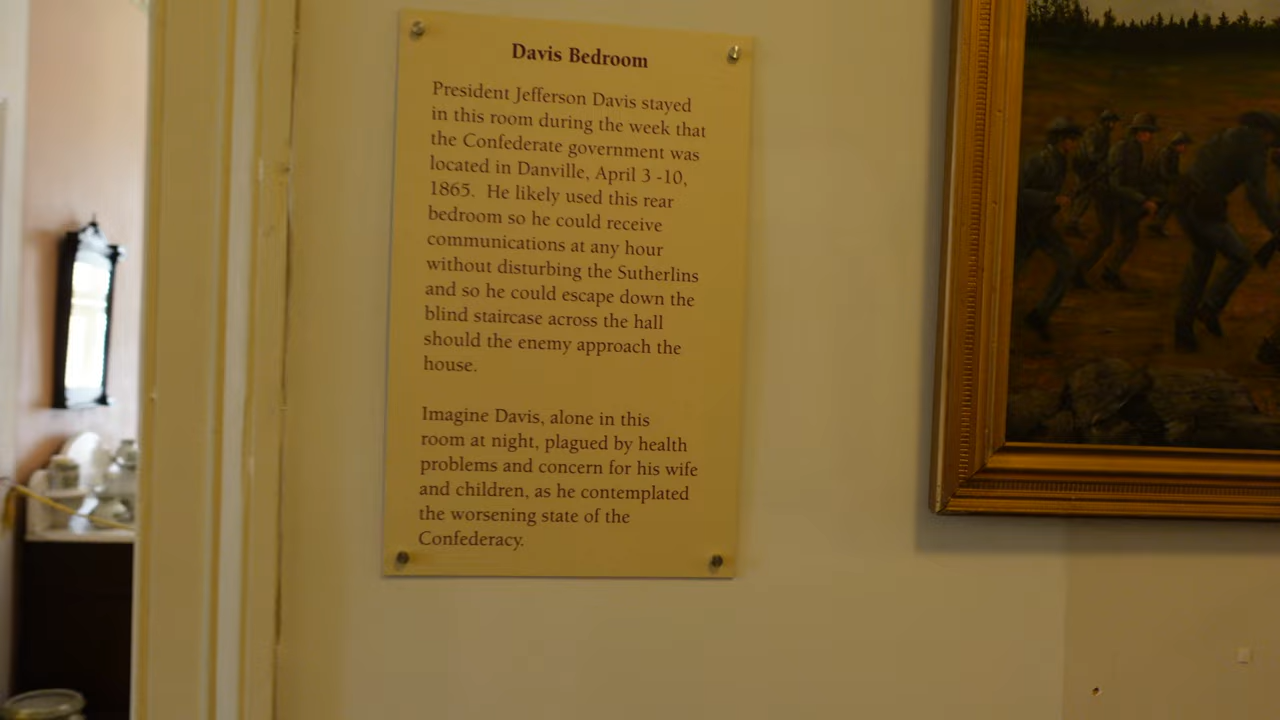 Davis Bedroom
President Jefferson Davis stayed
in this room during the week that
the Confederate government was
located in Danville, April 3 -10,
1865.  He likely used this rear
bedroom so he could receive
communications at any hour
without disturbing the Sutherlins
and so he could escape down the
blind staircase across the hall
should the enemy approach the
house.
Imagine Davis, alone in this
room at night, plagued by health
problems and concern for his wife
and children, as he contemplated
the worsening state of the
Confederacy.